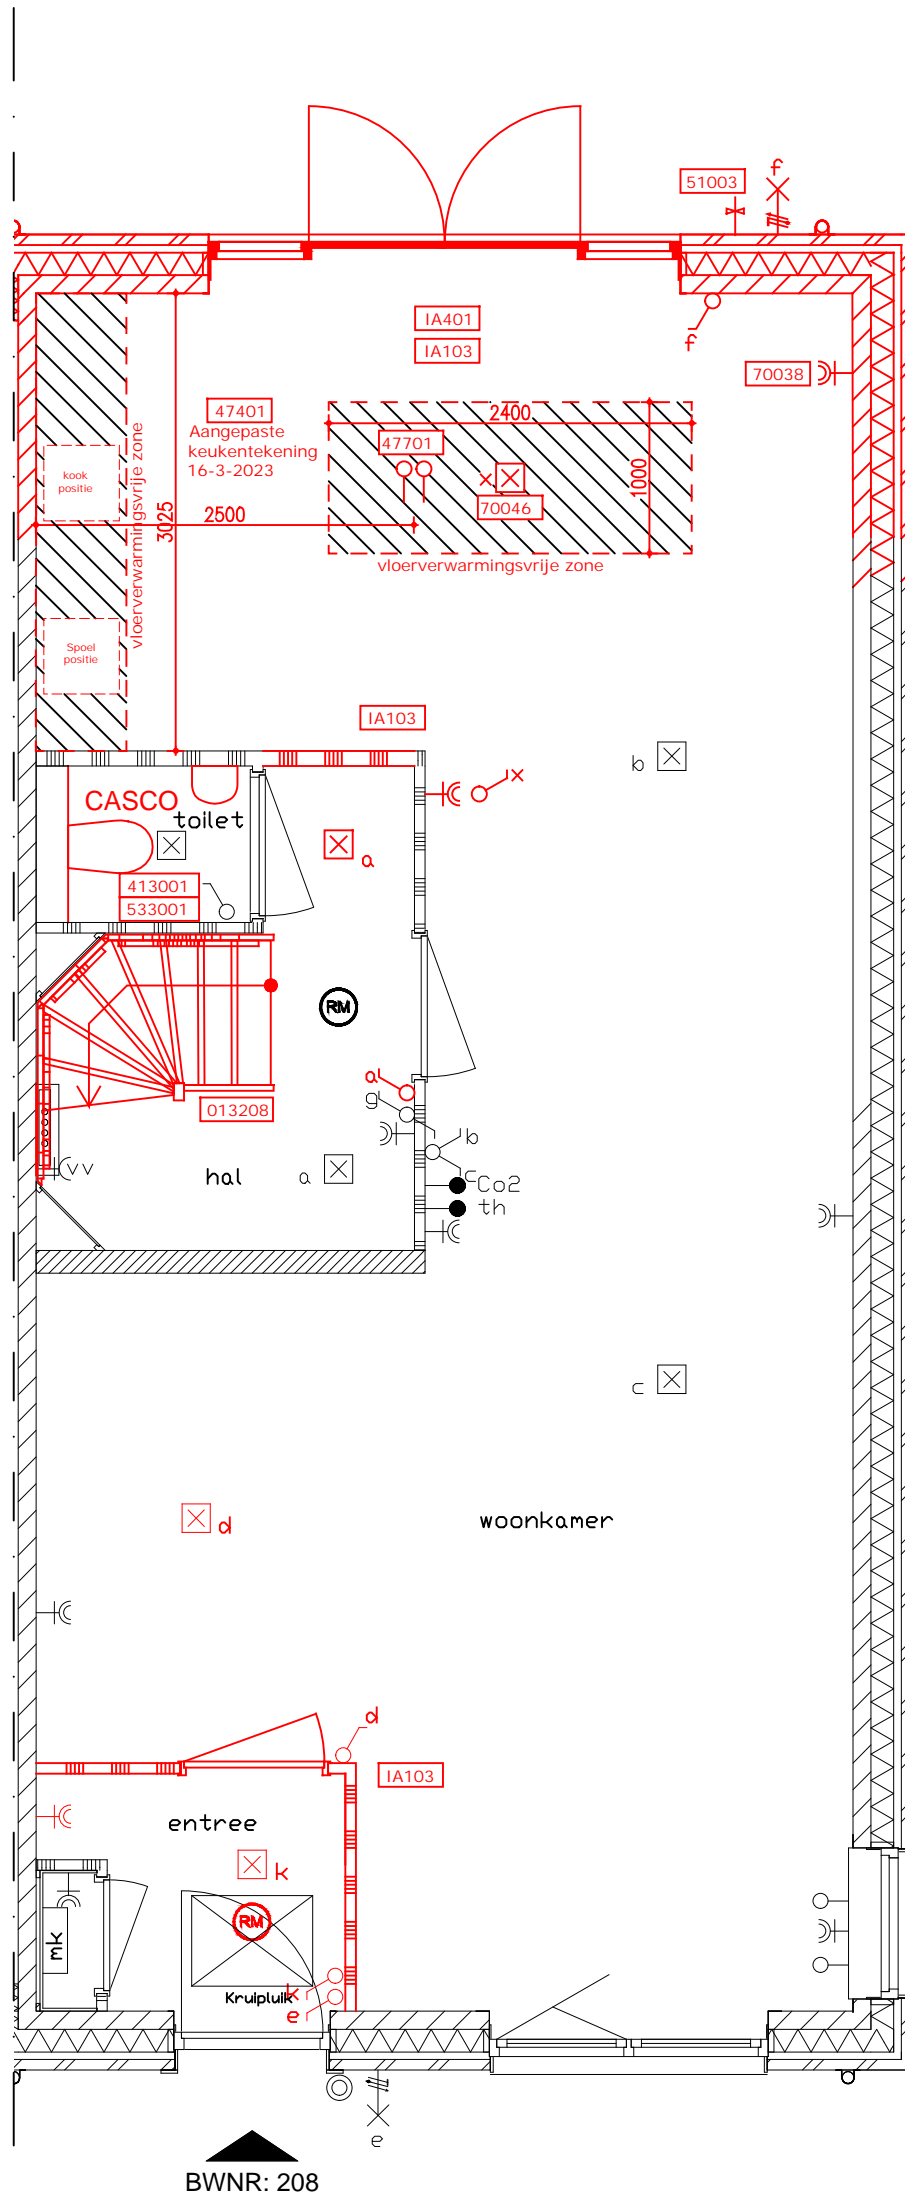 f
51003
IA401
IA103
f
70038
47401
Aangepaste
keukentekening
16-3-2023
2400
47701
1000
x
70046
vloerverwarmingsvrije zone
kook
positie
2500
3025
vloerverwarmingsvrije zone
Spoel
positie
IA103
b
x
CASCO
toilet
a
413001
533001
RM
a
g
013208
b
c
vv
hal
a
Co2
th
c
d
woonkamer
d
IA103
entree
k
RM
mk
k
Kruipluik
e
e
BWNR: 208